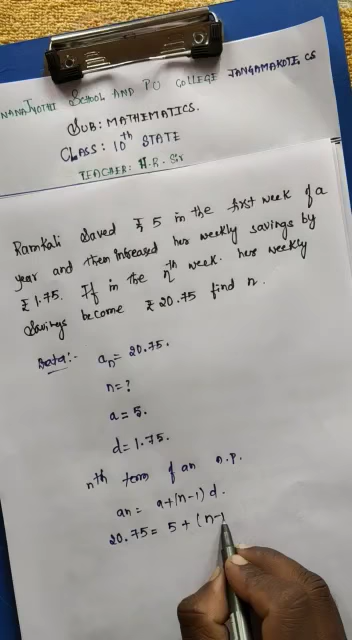 NANAJYOTHI SCHOOL AND PU COLLEGE JANGAMAKOTE, CS
SUB: MATHEMATICS.
CLASS: 10th STATE
TEACHER: H.R. Sir
Ramkali saved ₹ 5 in the first week of a
year and then Increased her weekly savings by
₹ 1.75. If in the nth week. her weekly
savings become ₹ 20.75 find n.
Data:- an = 20.75.
n = ?
a = 5.
d = 1.75.
nth term of an A.P.
an = a+(n-1) d.
20.75 = 5 + (n-1